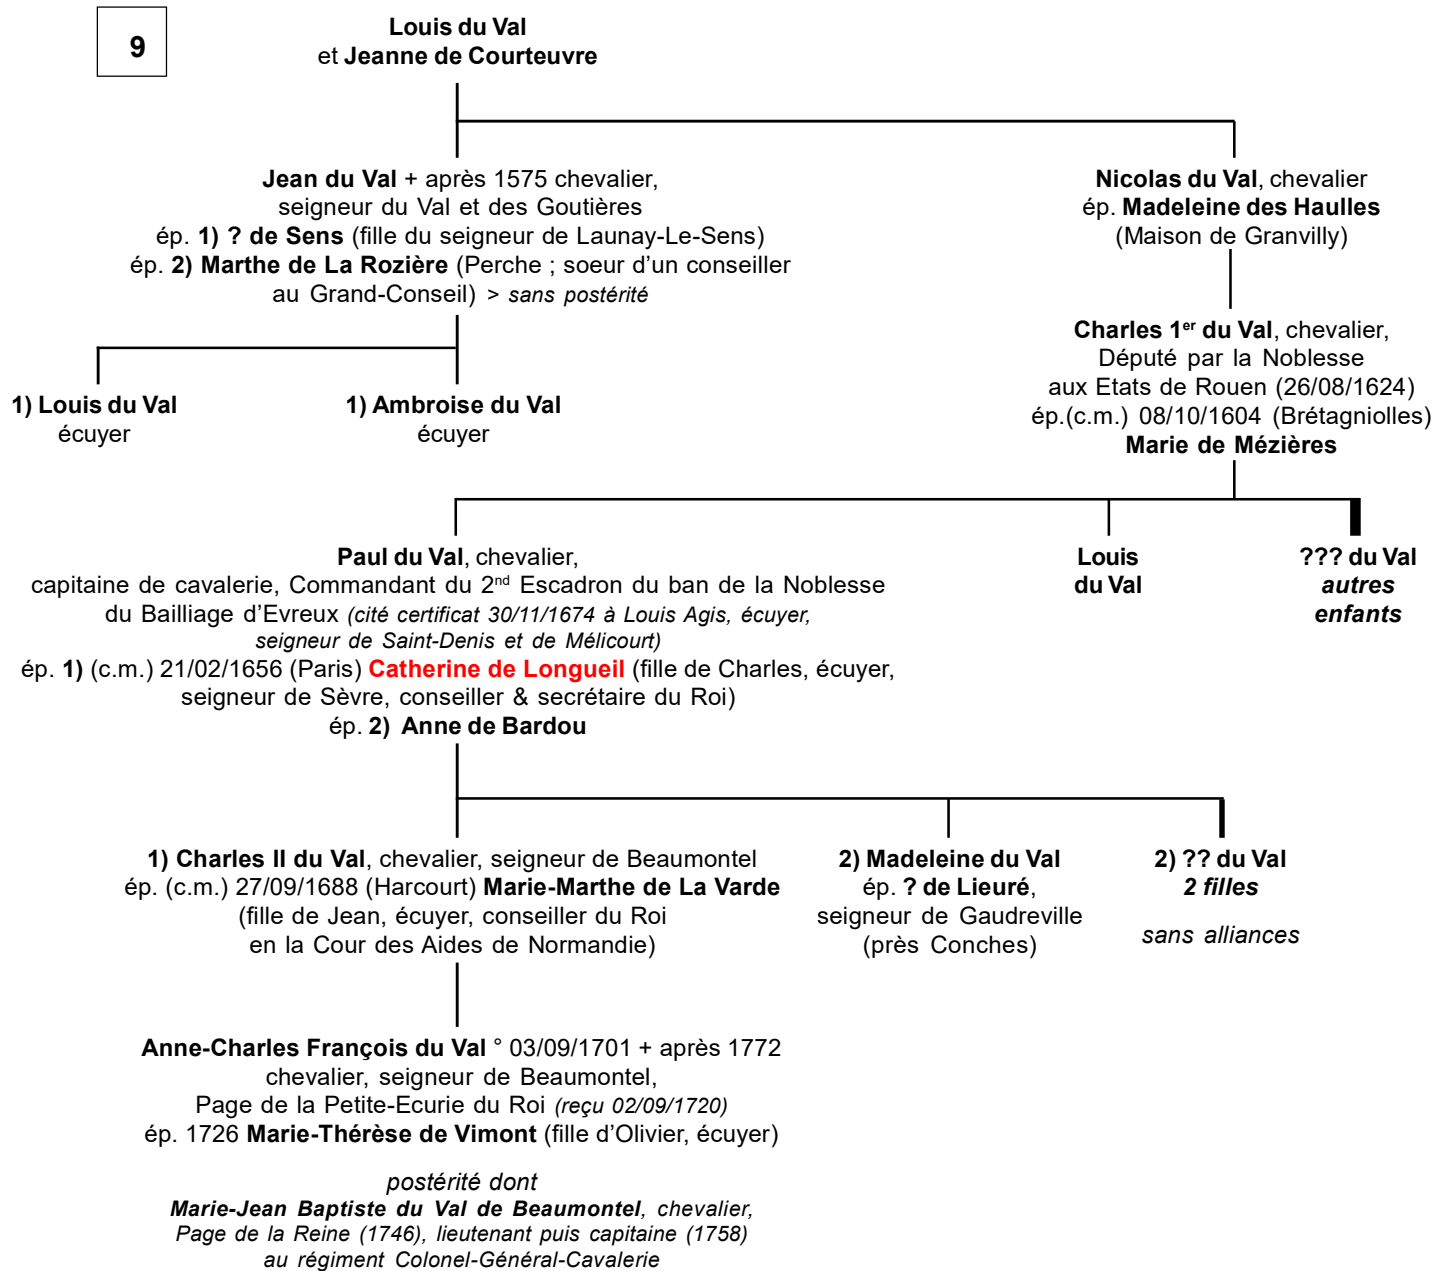 9
Louis du Val
et Jeanne de Courteuvre
Jean du Val + après 1575 chevalier,
seigneur du Val et des Goutières
ép. 1) ? de Sens (fille du seigneur de Launay-Le-Sens)
ép. 2) Marthe de La Rozière (Perche ; soeur d'un conseiller
au Grand-Conseil) > sans postérité
Nicolas du Val, chevalier
ép. Madeleine des Haulles
(Maison de Granvilly)
Charles 1er du Val, chevalier,
Député par la Noblesse
aux Etats de Rouen (26/08/1624)
ép.(c.m.) 08/10/1604 (Brétagniolles)
Marie de Mézières
1) Louis du Val
écuyer
1) Ambroise du Val
écuyer
Paul du Val, chevalier,
capitaine de cavalerie, Commandant du 2nd Escadron du ban de la Noblesse
du Bailliage d'Evreux (cité certificat 30/11/1674 à Louis Agis, écuyer,
seigneur de Saint-Denis et de Mélicourt)
ép. 1) (c.m.) 21/02/1656 (Paris) Catherine de Longueil (fille de Charles, écuyer,
seigneur de Sèvre, conseiller & secrétaire du Roi)
ép. 2) Anne de Bardou
Louis
du Val
??? du Val
autres
enfants
1) Charles II du Val, chevalier, seigneur de Beaumontel
ép. (c.m.) 27/09/1688 (Harcourt) Marie-Marthe de La Varde
(fille de Jean, écuyer, conseiller du Roi
en la Cour des Aides de Normandie)
2) Madeleine du Val
ép. ? de Lieuré,
seigneur de Gaudreville
(près Conches)
2) ?? du Val
2 filles
sans alliances
Anne-Charles François du Val ° 03/09/1701 + après 1772
chevalier, seigneur de Beaumontel,
Page de la Petite-Ecurie du Roi (reçu 02/09/1720)
ép. 1726 Marie-Thérèse de Vimont (fille d'Olivier, écuyer)
postérité dont
Marie-Jean Baptiste du Val de Beaumontel, chevalier,
Page de la Reine (1746), lieutenant puis capitaine (1758)
au régiment Colonel-Général-Cavalerie